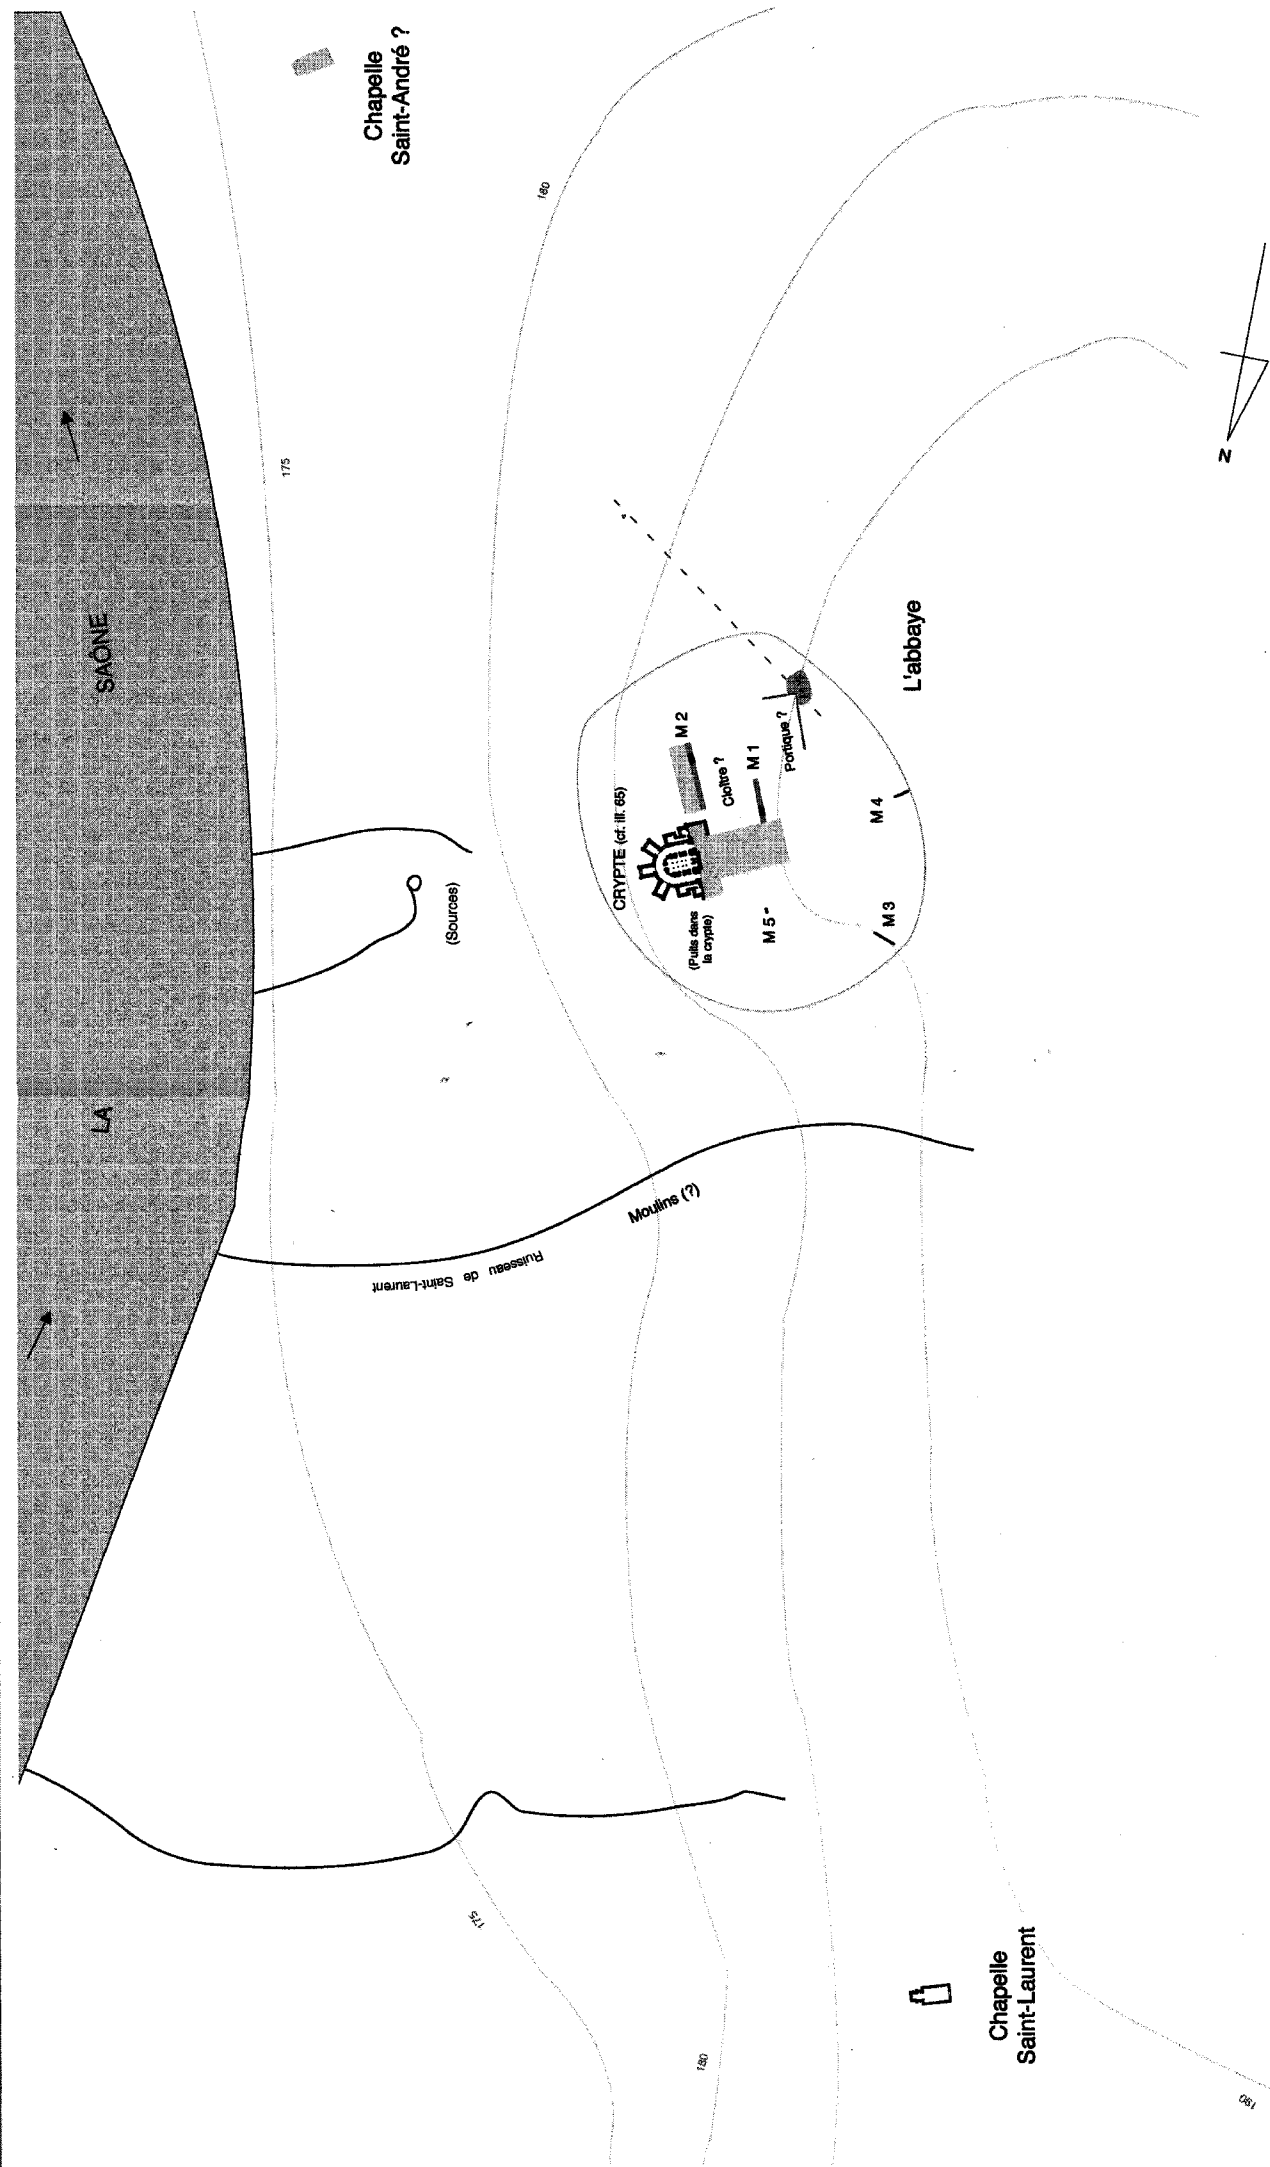 LA SAÔNE
Chapelle
Saint-André ?
175
180
(Sources)
CRYPTE (cf. ill. 65)
(Puits dans
la crypte)
M 2
Cloître ?
M 1
Portique ?
M 5
M 4
M 3
L'abbaye
N
Moulins (?)
Ruisseau de Saint-Laurent
175
180
190
Chapelle
Saint-Laurent